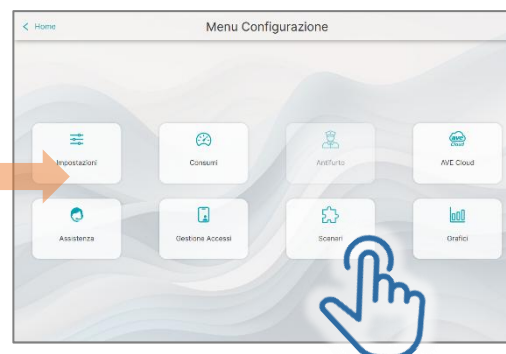 Home
Menu Configurazione
Impostazioni
Consumi
Antifurto
AVE Cloud
Assistenza
Gestione Accessi
Scenari
Grafici